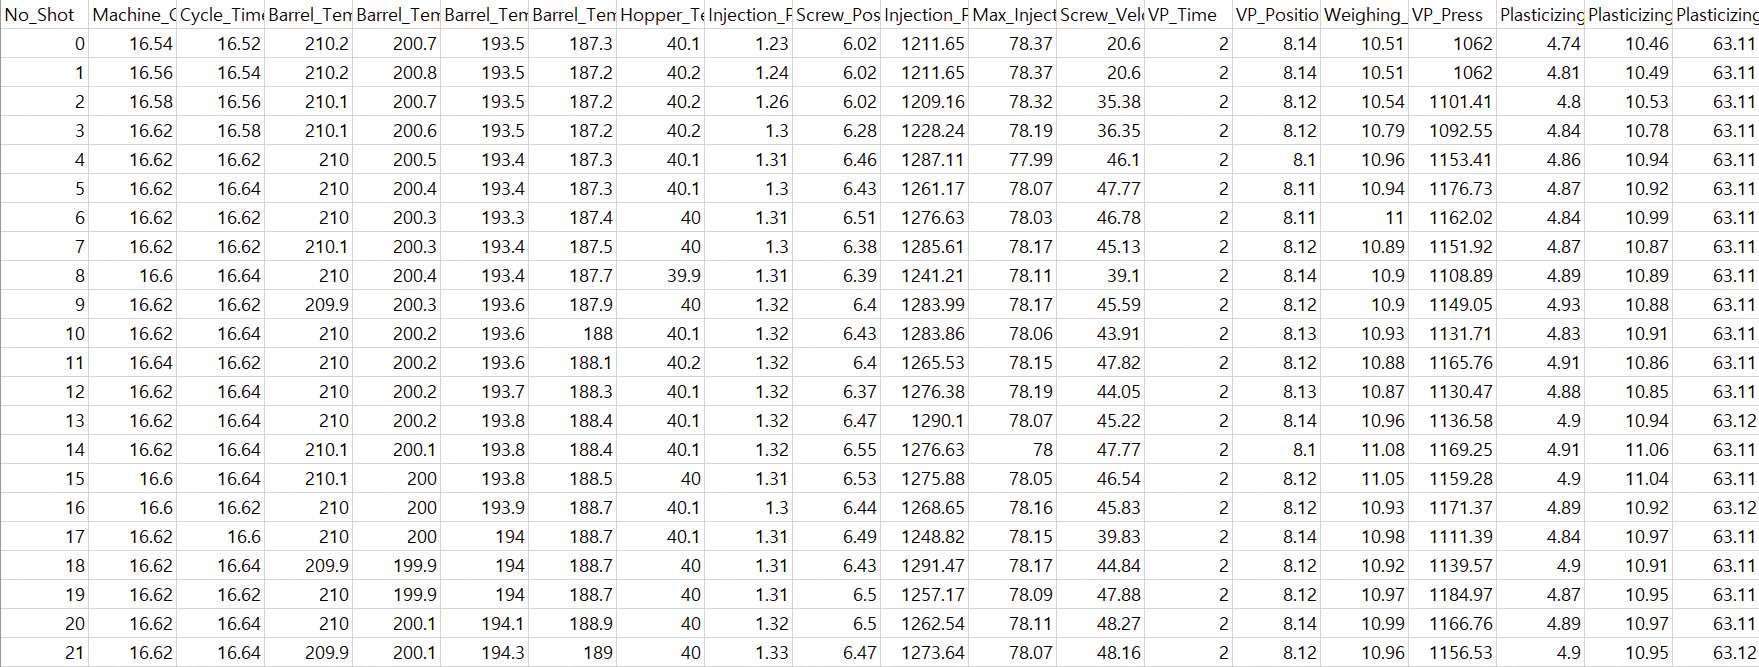 No_Shot Machine_C Cycle_Time Barrel_Tem Barrel_Tem Barrel_Tem Barrel_Tem Hopper_Te Injection_P Screw_Pos Injection_P Max_Inject Screw_Velo VP_Time VP_Positio Weighing_ VP_Press Plasticizing Plasticizing Plasticizing
0 16.54 16.52 210.2 200.7 193.5 187.3 40.1 1.23 6.02 1211.65 78.37 20.6 2 8.14 10.51 1062 4.74 10.46 63.11
1 16.56 16.54 210.2 200.8 193.5 187.2 40.2 1.24 6.02 1211.65 78.37 20.6 2 8.14 10.51 1062 4.81 10.49 63.11
2 16.58 16.56 210.1 200.7 193.5 187.2 40.2 1.26 6.02 1209.16 78.32 35.38 2 8.12 10.54 1101.41 4.8 10.53 63.11
3 16.62 16.58 210.1 200.6 193.5 187.2 40.2 1.3 6.28 1228.24 78.19 36.35 2 8.12 10.79 1092.55 4.84 10.78 63.11
4 16.62 16.62 210 200.5 193.4 187.3 40.1 1.31 6.46 1287.11 77.99 46.1 2 8.1 10.96 1153.41 4.86 10.94 63.11
5 16.62 16.64 210 200.4 193.4 187.3 40.1 1.3 6.43 1261.17 78.07 47.77 2 8.11 10.94 1176.73 4.87 10.92 63.11
6 16.62 16.62 210 200.3 193.3 187.4 40 1.31 6.51 1276.63 78.03 46.78 2 8.11 11 1162.02 4.84 10.99 63.11
7 16.62 16.62 210.1 200.3 193.4 187.5 40 1.3 6.38 1285.61 78.17 45.13 2 8.12 10.89 1151.92 4.87 10.87 63.11
8 16.6 16.64 210 200.4 193.4 187.7 39.9 1.31 6.39 1241.21 78.11 39.1 2 8.14 10.9 1108.89 4.89 10.89 63.11
9 16.62 16.62 209.9 200.3 193.6 187.9 40 1.32 6.4 1283.99 78.17 45.59 2 8.12 10.9 1149.05 4.93 10.88 63.11
10 16.62 16.64 210 200.2 193.6 188 40.1 1.32 6.43 1283.86 78.06 43.91 2 8.13 10.93 1131.71 4.83 10.91 63.11
11 16.64 16.62 210 200.2 193.6 188.1 40.2 1.32 6.4 1265.53 78.15 47.82 2 8.12 10.88 1165.76 4.91 10.86 63.11
12 16.62 16.64 210 200.2 193.7 188.3 40.1 1.32 6.37 1276.38 78.19 44.05 2 8.13 10.87 1130.47 4.88 10.85 63.11
13 16.62 16.64 210 200.2 193.8 188.4 40.1 1.32 6.47 1290.1 78.07 45.22 2 8.14 10.96 1136.58 4.9 10.94 63.12
14 16.62 16.64 210.1 200.1 193.8 188.4 40.1 1.32 6.55 1276.63 78 47.77 2 8.1 11.08 1169.25 4.91 11.06 63.11
15 16.6 16.64 210.1 200 193.8 188.5 40 1.31 6.53 1275.88 78.05 46.54 2 8.12 11.05 1159.28 4.9 11.04 63.11
16 16.6 16.62 210 200 193.9 188.7 40.1 1.3 6.44 1268.65 78.16 45.83 2 8.12 10.93 1171.37 4.89 10.92 63.12
17 16.62 16.6 210 200 194 188.7 40.1 1.31 6.49 1248.82 78.15 39.83 2 8.14 10.98 1111.39 4.84 10.97 63.11
18 16.62 16.62 209.9 199.9 194 188.7 40 1.31 6.43 1291.47 78.17 44.84 2 8.12 10.92 1139.57 4.9 10.91 63.11
19 16.62 16.62 210 199.9 194 188.7 40 1.31 6.5 1257.17 78.09 47.88 2 8.12 10.97 1184.97 4.87 10.95 63.11
20 16.62 16.64 210 200.1 194.1 188.9 40 1.32 6.5 1262.54 78.11 48.27 2 8.14 10.99 1166.76 4.89 10.97 63.11
21 16.62 16.64 209.9 200.1 194.3 189 40 1.33 6.47 1273.64 78.07 48.16 2 8.12 10.96 1156.53 4.9 10.95 63.12